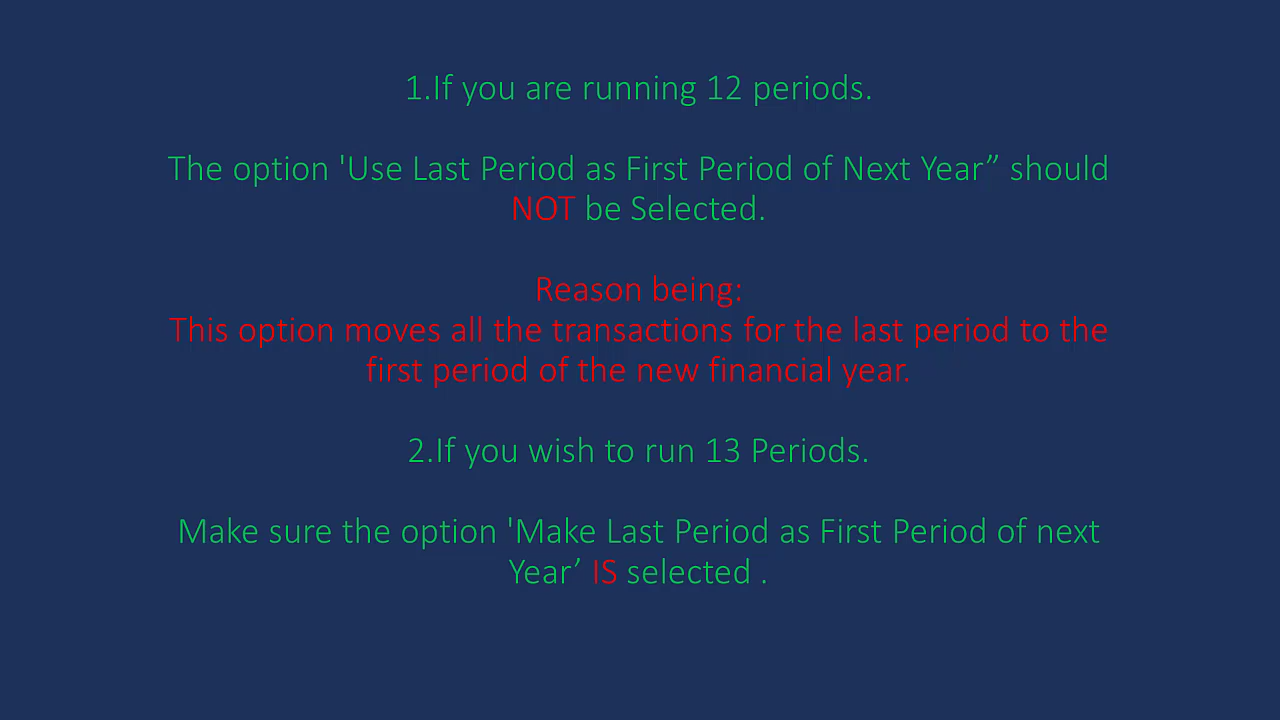 1.If you are running 12 periods.
The option 'Use Last Period as First Period of Next Year” should
NOT be Selected.
Reason being:
This option moves all the transactions for the last period to the
first period of the new financial year.
2.If you wish to run 13 Periods.
Make sure the option 'Make Last Period as First Period of next
Year’ IS selected .